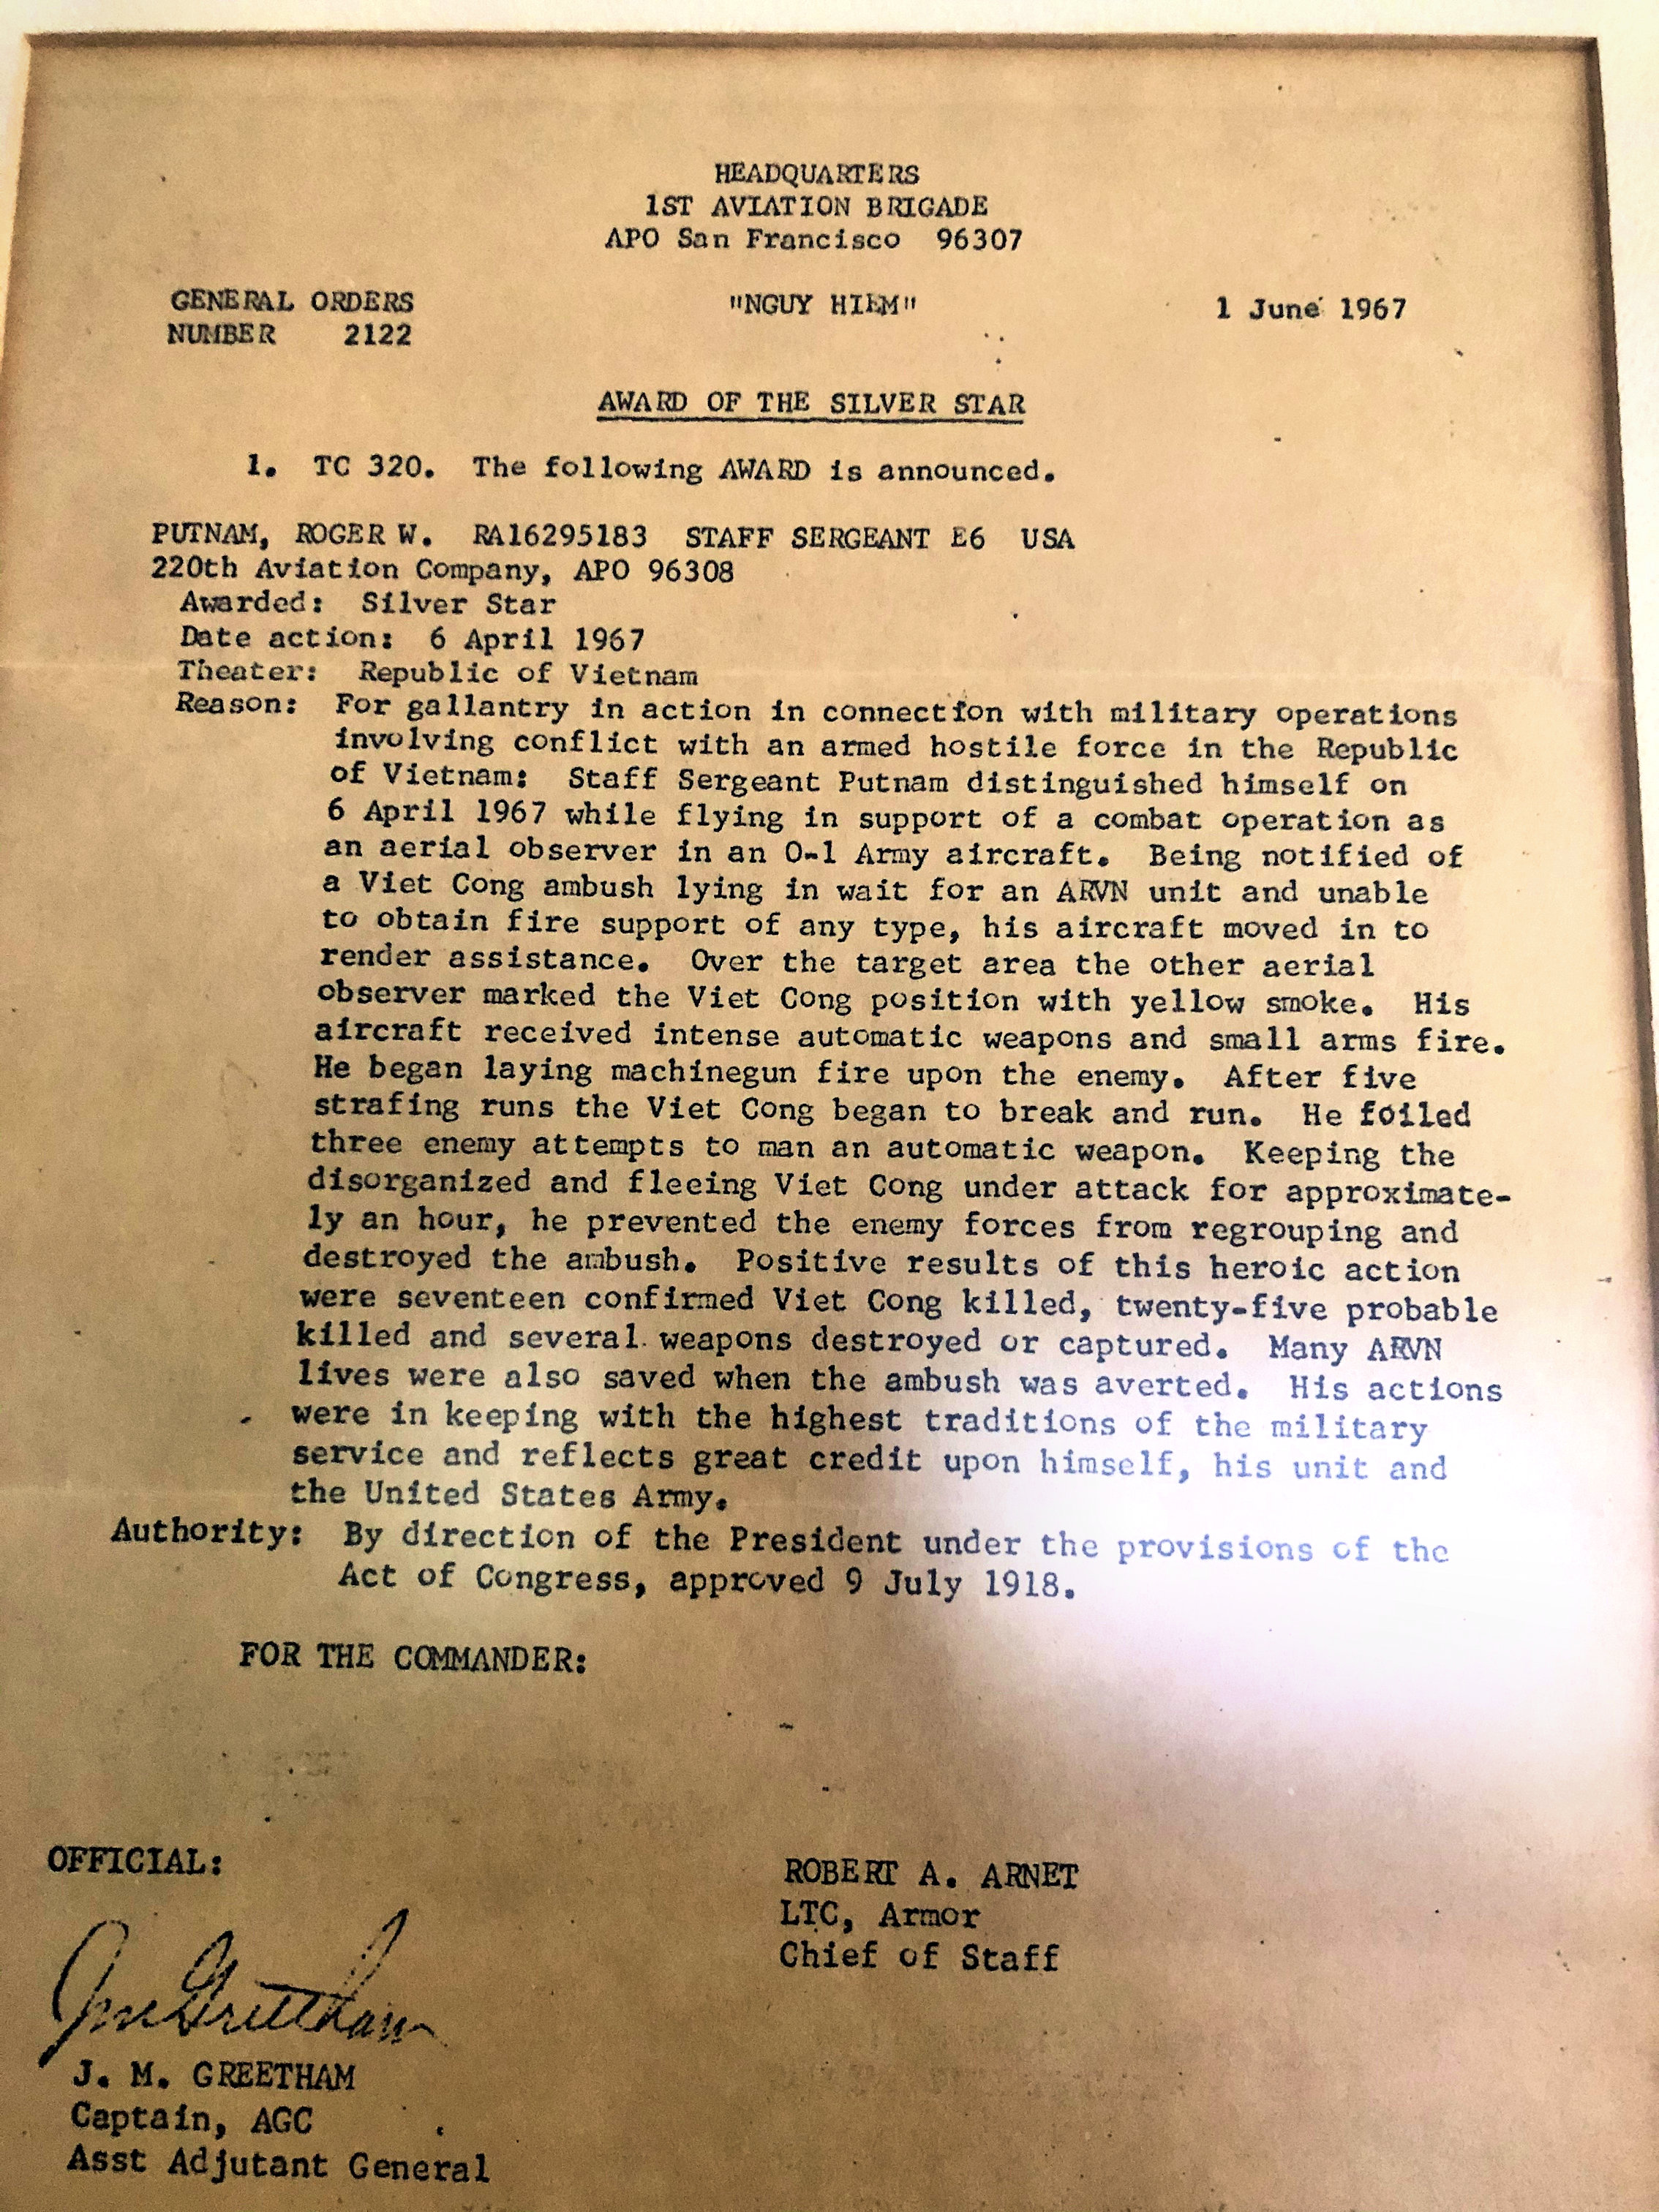 HEADQUARTERS
1ST AVIATION BRIGADE
APO San Francisco 96307
GENERAL ORDERS "NGUY HIEM" 1 June 1967
NUMBER 2122
AWARD OF THE SILVER STAR
1. TC 320. The following AWARD is announced.
PUTNAM, ROGER W. RA16295183 STAFF SERGEANT E6 USA
220th Aviation Company, APO 96308
Awarded: Silver Star
Date action: 6 April 1967
Theater: Republic of Vietnam
Reason: For gallantry in action in connection with military operations
involving conflict with an armed hostile force in the Republic
of Vietnam: Staff Sergeant Putnam distinguished himself on
6 April 1967 while flying in support of a combat operation as
an aerial observer in an O-1 Army aircraft. Being notified of
a Viet Cong ambush lying in wait for an ARVN unit and unable
to obtain fire support of any type, his aircraft moved in to
render assistance. Over the target area the other aerial
observer marked the Viet Cong position with yellow smoke. His
aircraft received intense automatic weapons and small arms fire.
He began laying machinegun fire upon the enemy. After five
strafing runs the Viet Cong began to break and run. He foiled
three enemy attempts to man an automatic weapon. Keeping the
disorganized and fleeing Viet Cong under attack for approximate-
ly an hour, he prevented the enemy forces from regrouping and
destroyed the ambush. Positive results of this heroic action
were seventeen confirmed Viet Cong killed, twenty-five probable
killed and several weapons destroyed or captured. Many ARVN
lives were also saved when the ambush was averted. His actions
were in keeping with the highest traditions of the military
service and reflects great credit upon himself, his unit and
the United States Army.
Authority: By direction of the President under the provisions of the
Act of Congress, approved 9 July 1918.
FOR THE COMMANDER:
OFFICIAL:
ROBERT A. ARNET
LTC, Armor
Chief of Staff
J. M. GREETHAM
Captain, AGC
Asst Adjutant General